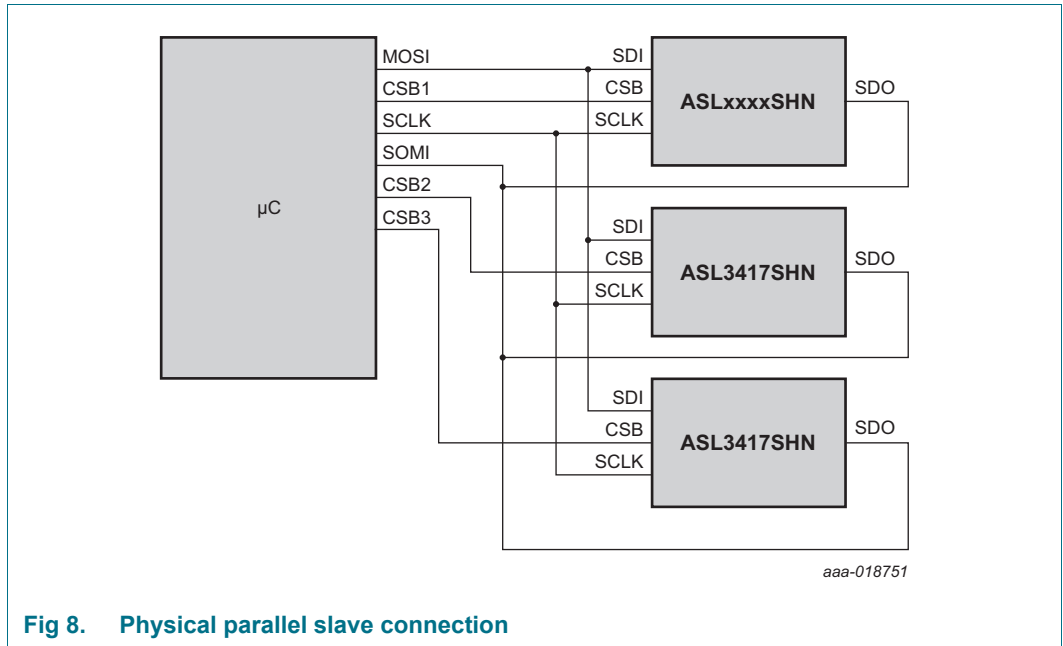 MOSI
CSB1
SCLK
SOMI
CSB2
CSB3
µC
SDI
CSB
SCLK
ASLxxxxSHN
SDO
SDI
CSB
SCLK
ASL3417SHN
SDO
SDI
CSB
SCLK
ASL3417SHN
SDO
aaa-018751
Fig 8. Physical parallel slave connection